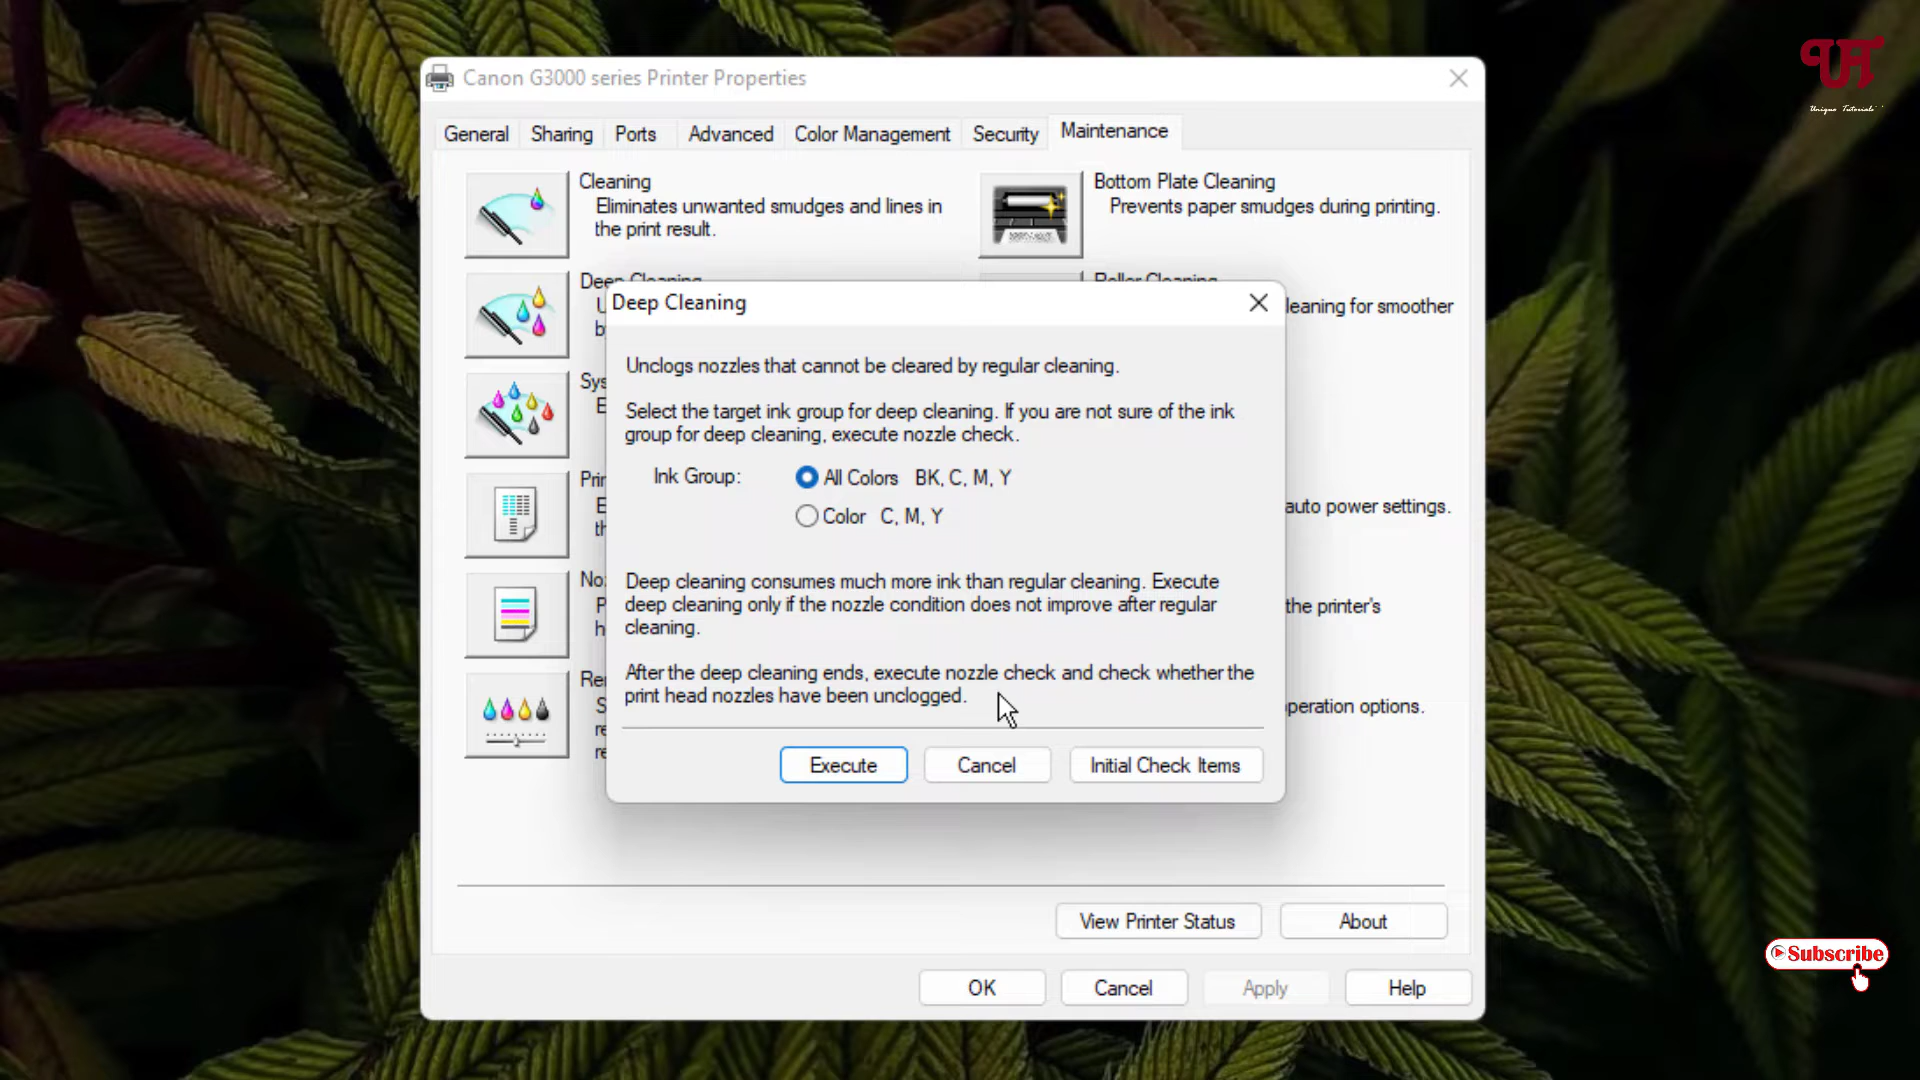 Canon G3000 series Printer Properties
General Sharing Ports Advanced Color Management Security Maintenance
Cleaning
Eliminates unwanted smudges and lines in
the print result.
Bottom Plate Cleaning
Prevents paper smudges during printing.
Deep Cleaning
Roller Cleaning
leaning for smoother
auto power settings.
the printer's
peration options.
Deep Cleaning
Unclogs nozzles that cannot be cleared by regular cleaning.
Select the target ink group for deep cleaning. If you are not sure of the ink
group for deep cleaning, execute nozzle check.
Ink Group: All Colors BK, C, M, Y
Color C, M, Y
Deep cleaning consumes much more ink than regular cleaning. Execute
deep cleaning only if the nozzle condition does not improve after regular
cleaning.
After the deep cleaning ends, execute nozzle check and check whether the
print head nozzles have been unclogged.
Execute Cancel Initial Check Items
View Printer Status About
OK Cancel Apply Help
Unique Tutorials
Subscribe